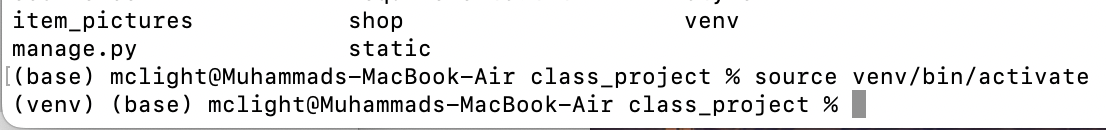 item_pictures shop venv
manage.py static
[(base) mclight@Muhammads-MacBook-Air class_project % source venv/bin/activate
(venv) (base) mclight@Muhammads-MacBook-Air class_project %